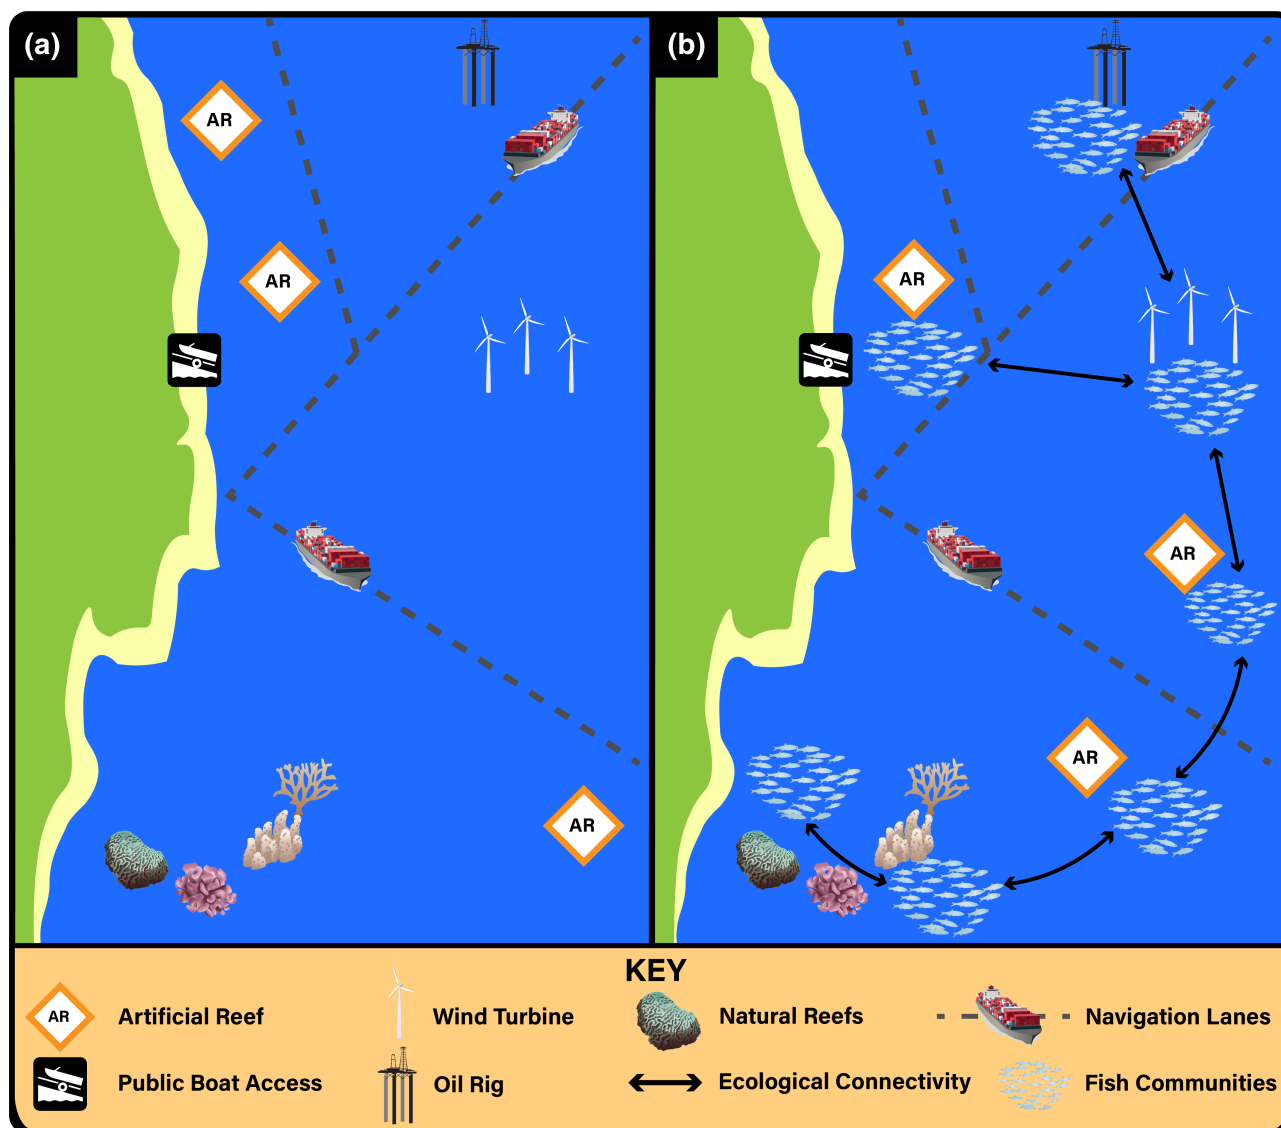 (a)
(b)
AR
AR
AR
AR
AR
AR
KEY
AR Artificial Reef
Wind Turbine
Natural Reefs
Navigation Lanes
Public Boat Access
Oil Rig
Ecological Connectivity
Fish Communities